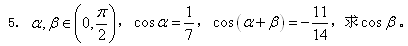 5. α,β∈(0,π/2)，cosα=1/7，cos(α+β)=-11/14，求cosβ。